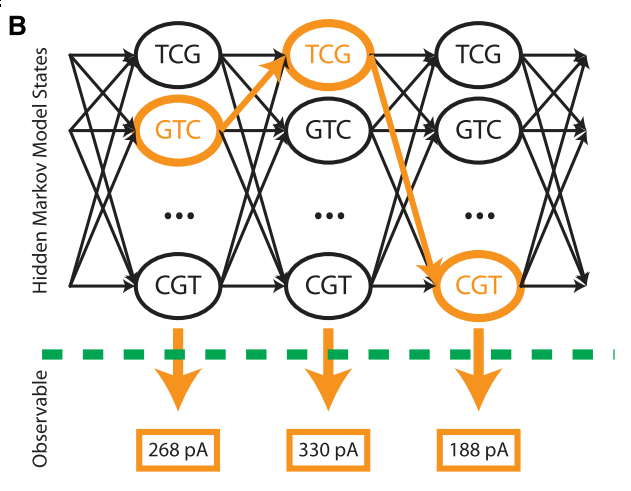 B
Hidden Markov Model States
TCG TCG TCG
GTC GTC GTC
... ... ...
CGT CGT CGT
Observable
268 pA 330 pA 188 pA